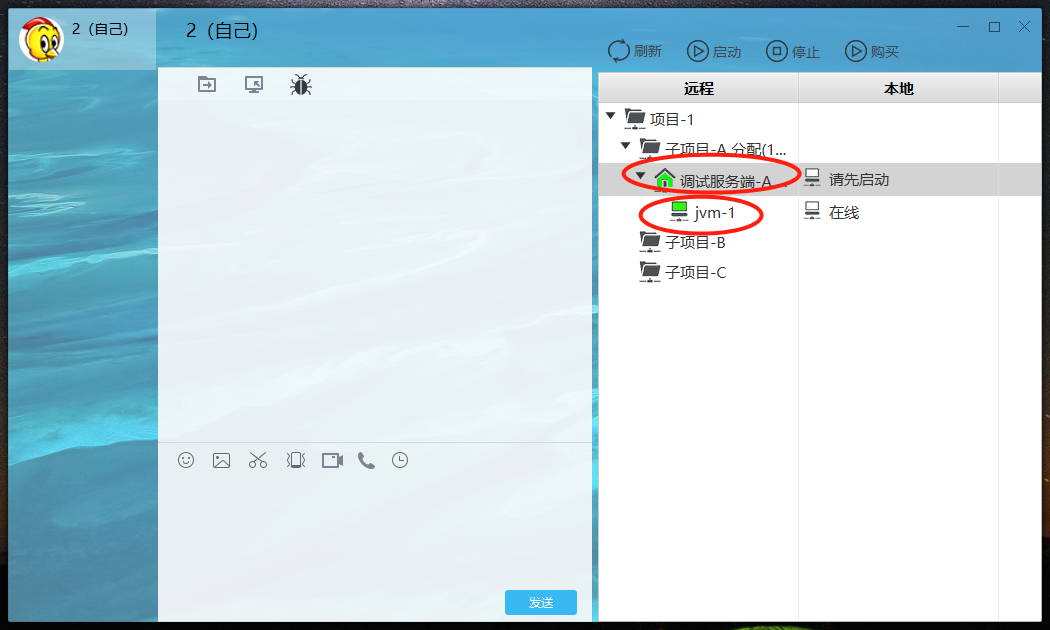 2（自己）
2（自己）
刷新 启动 停止 购买
远程 本地
项目-1
子项目-A 分配(1...
调试服务端-A... 请先启动
jvm-1 在线
子项目-B
子项目-C
发送